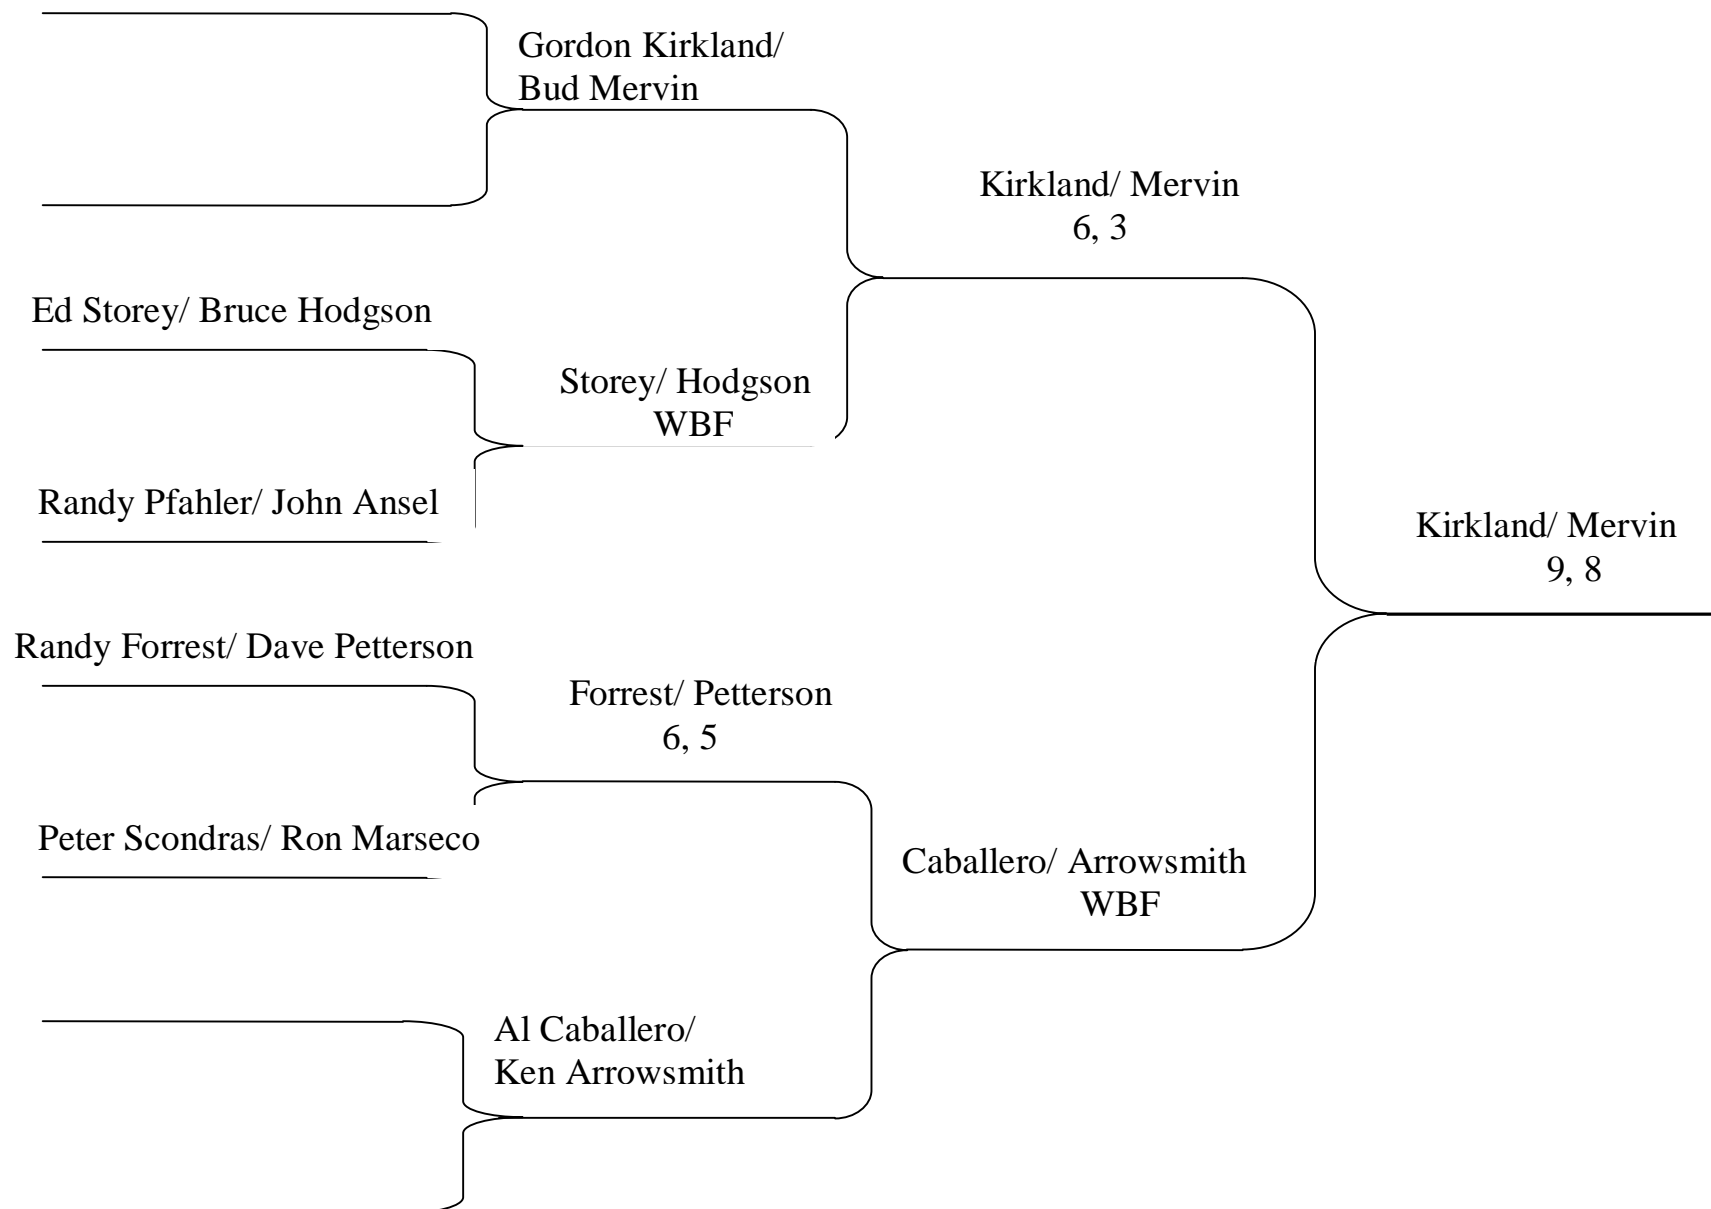 Gordon Kirkland/
Bud Mervin
Kirkland/ Mervin
6, 3
Ed Storey/ Bruce Hodgson
Storey/ Hodgson
WBF
Randy Pfahler/ John Ansel
Kirkland/ Mervin
9, 8
Randy Forrest/ Dave Petterson
Forrest/ Petterson
6, 5
Peter Scondras/ Ron Marseco
Caballero/ Arrowsmith
WBF
Al Caballero/
Ken Arrowsmith